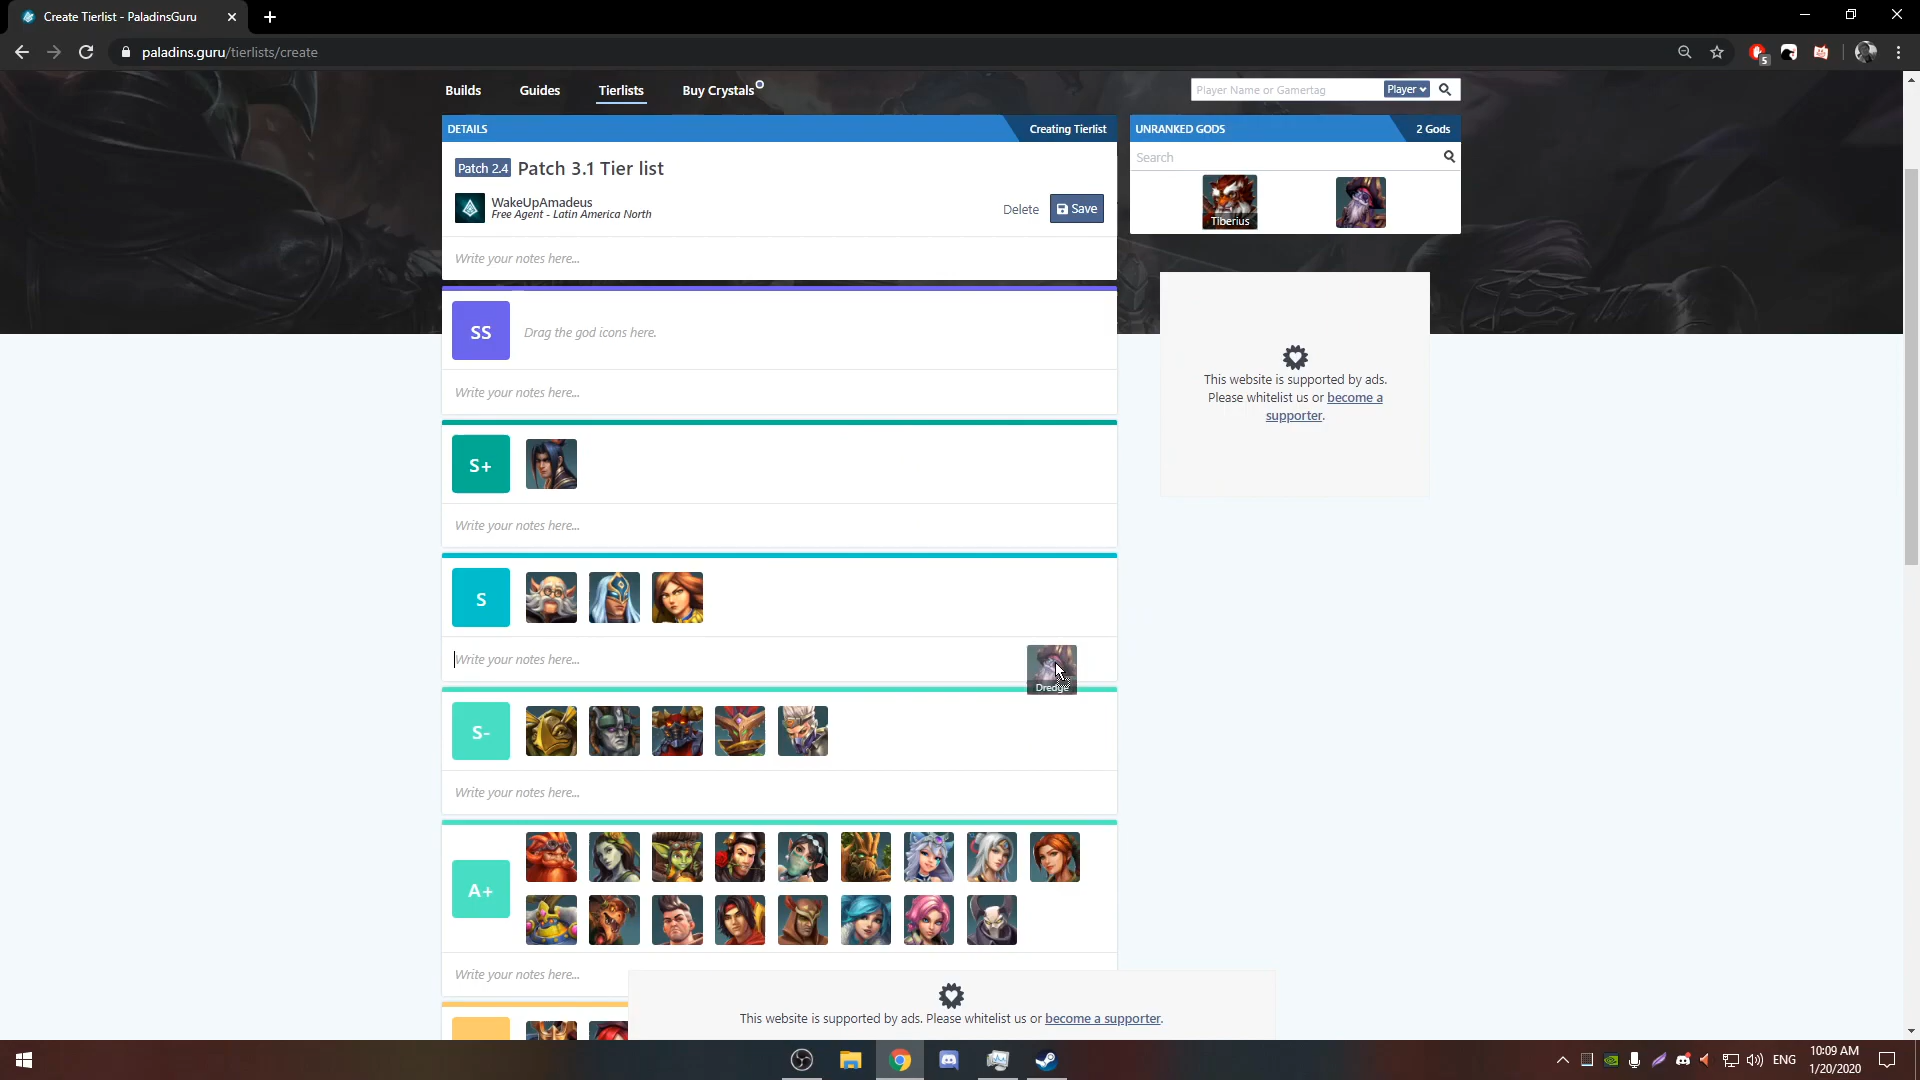 Create Tierlist - PaladinsGuru
paladins.guru/tierlists/create
5
Builds
Guides
Tierlists
Buy Crystals
Player Name or Gamertag
Player
DETAILS
Creating Tierlist
UNRANKED GODS
2 Gods
Patch 2.4 Patch 3.1 Tier list
Search
WakeUpAmadeus
Free Agent - Latin America North
Delete
Save
Tiberius
Write your notes here...
SS
Drag the god icons here.
This website is supported by ads.
Please whitelist us or become a
supporter.
Write your notes here...
S+
Write your notes here...
S
Write your notes here...
Dredge
S-
Write your notes here...
A+
Write your notes here...
This website is supported by ads. Please whitelist us or become a supporter.
ENG
10:09 AM
1/20/2020